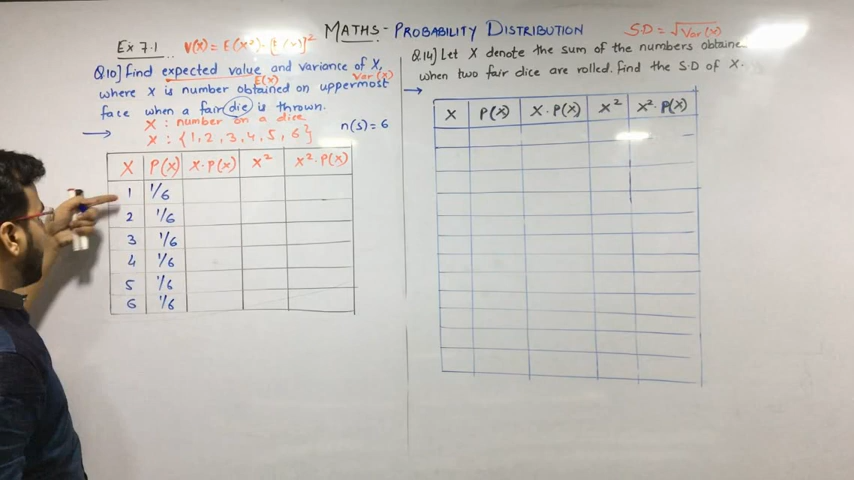 MATHS - PROBABILITY DISTRIBUTION
Ex 7.1
V(X) = E(X²) - [E(X)]²
Q10] Find expected value and variance of X,
E(X) Var (X)
where X is number obtained on uppermost
face when a fair die is thrown.
X : number on a dice
X : {1, 2, 3, 4, 5, 6}
n(s) = 6
X P(X) X·P(X) X² X²·P(X)
1 1/6
2 1/6
3 1/6
4 1/6
5 1/6
6 1/6
S.D = √Var(X)
Q.14] Let X denote the sum of the numbers obtaine
when two fair dice are rolled. Find the S.D of X.
X P(X) X·P(X) X² X²·P(X)